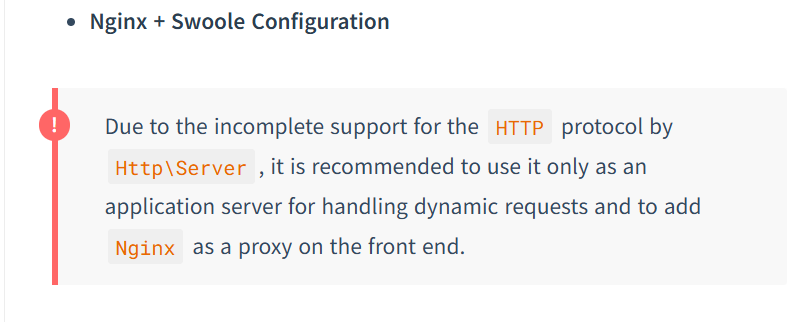 Nginx + Swoole Configuration
!
Due to the incomplete support for the HTTP protocol by
Http\Server , it is recommended to use it only as an
application server for handling dynamic requests and to add
Nginx as a proxy on the front end.